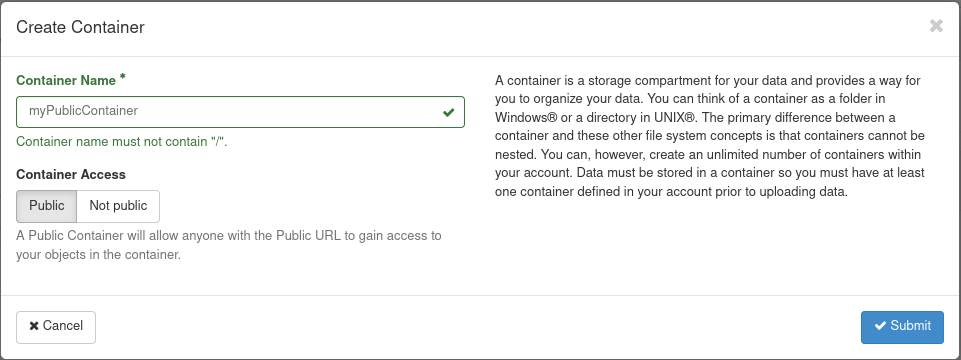 Create Container
Container Name *
myPublicContainer
Container name must not contain "/".
Container Access
Public
Not public
A Public Container will allow anyone with the Public URL to gain access to
your objects in the container.
A container is a storage compartment for your data and provides a way for
you to organize your data. You can think of a container as a folder in
Windows® or a directory in UNIX®. The primary difference between a
container and these other file system concepts is that containers cannot be
nested. You can, however, create an unlimited number of containers within
your account. Data must be stored in a container so you must have at least
one container defined in your account prior to uploading data.
Cancel
Submit